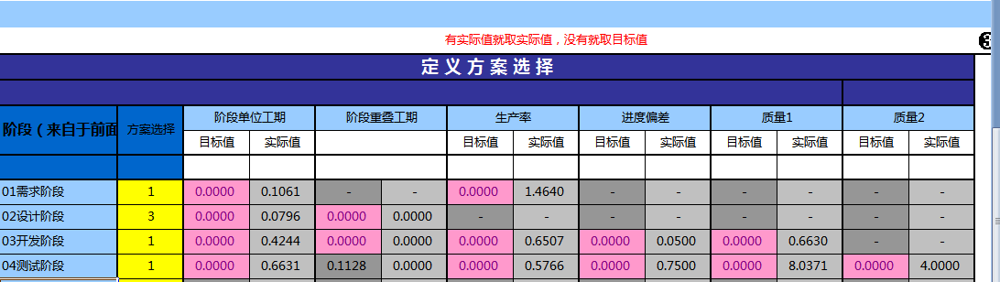 有实际值就取实际值，没有就取目标值
定义方案选择
阶段（来自于前面 方案选择 阶段单位工期 阶段重叠工期 生产率 进度偏差 质量1 质量2
目标值 实际值 目标值 实际值 目标值 实际值 目标值 实际值 目标值 实际值
01需求阶段 1 0.0000 0.1061 - - 0.0000 1.4640 - - - - - -
02设计阶段 3 0.0000 0.0796 0.0000 0.0000 - - - - - - - -
03开发阶段 1 0.0000 0.4244 0.0000 0.0000 0.0000 0.6507 0.0000 0.0500 0.0000 0.6630 - -
04测试阶段 1 0.0000 0.6631 0.1128 0.0000 0.0000 0.5766 0.0000 0.7500 0.0000 8.0371 0.0000 4.0000